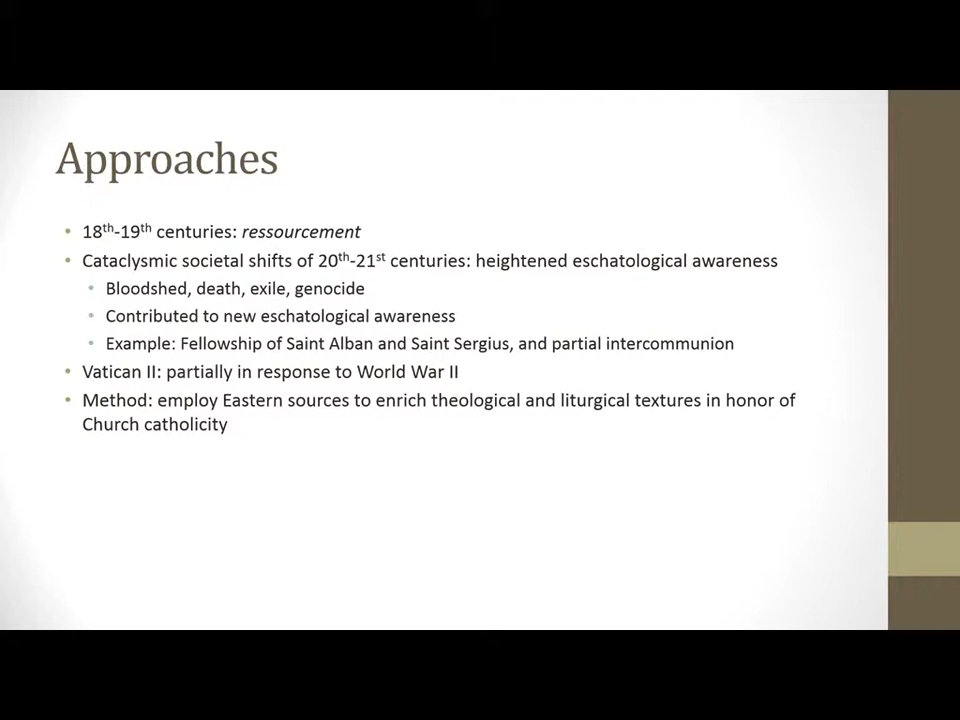 Approaches
• 18th-19th centuries: ressourcement
• Cataclysmic societal shifts of 20th-21st centuries: heightened eschatological awareness
• Bloodshed, death, exile, genocide
• Contributed to new eschatological awareness
• Example: Fellowship of Saint Alban and Saint Sergius, and partial intercommunion
• Vatican II: partially in response to World War II
• Method: employ Eastern sources to enrich theological and liturgical textures in honor of
Church catholicity